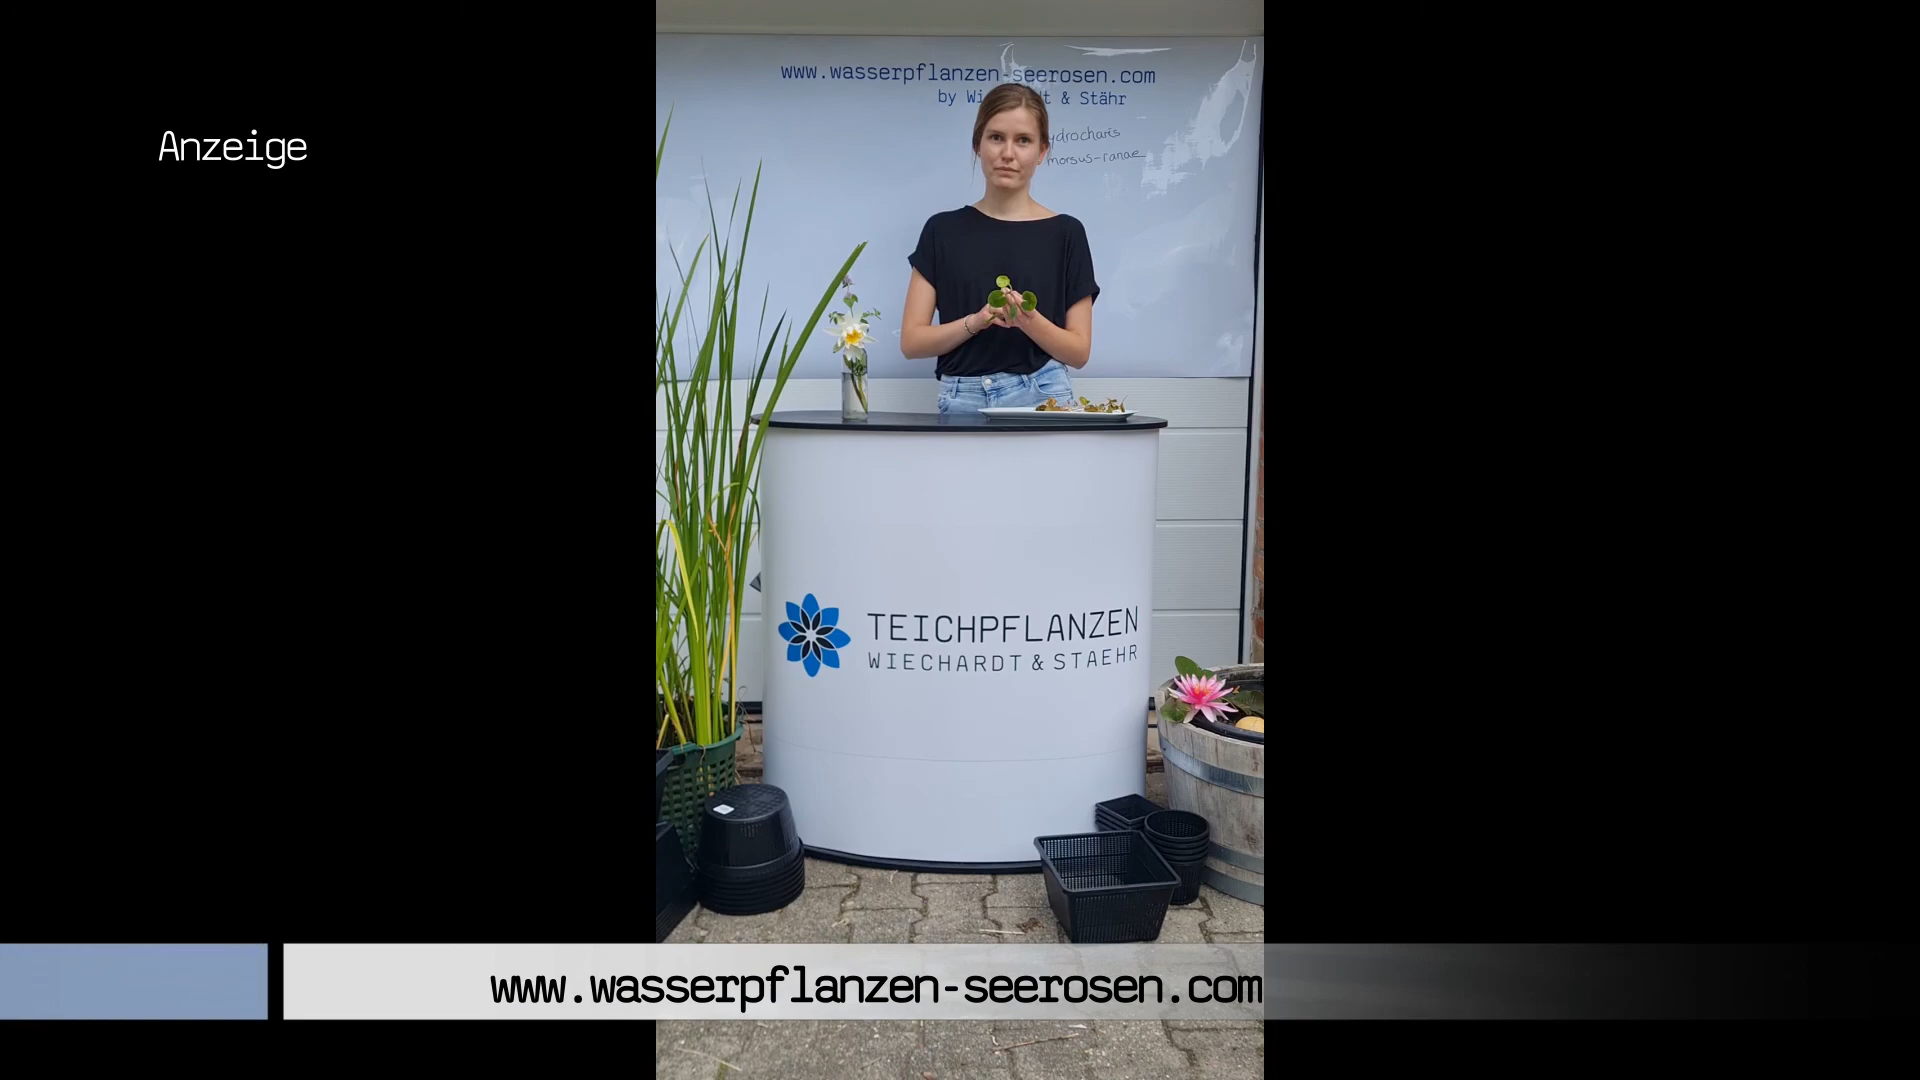 Anzeige
www.wasserpflanzen-seerosen.com
by Wi t & Stähr
ydrocharis
morsus-ranae
TEICHPFLANZEN
WIECHARDT & STAEHR
www.wasserpflanzen-seerosen.com